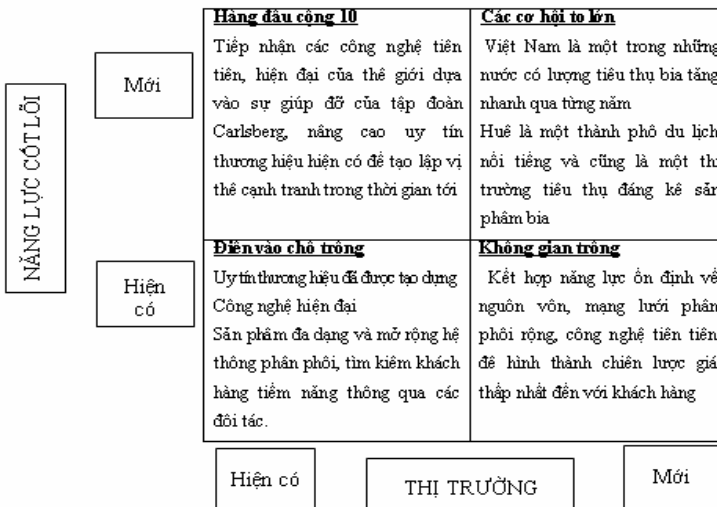 NĂNG LỰC CỐT LÕI
Mới
Hàng đầu cộng 10
Tiếp nhận các công nghệ tiên
tiên, hiện đại của thế giới dựa
vào sự giúp đỡ của tập đoàn
Carlsberg, nâng cao uy tín
thương hiệu hiện có để tạo lập vị
thế cạnh tranh trong thời gian tới
Các cơ hội to lớn
Việt Nam là một trong những
nước có lượng tiêu thụ bia tăng
nhanh qua từng năm
Huế là một thành phố du lịch
nổi tiếng và cũng là một thị
trường tiêu thụ đáng kể sản
phẩm bia
Hiện
có
Điền vào chỗ trống
Uy tín thương hiệu đã được tạo dựng
Công nghệ hiện đại
Sản phẩm đa dạng và mở rộng hệ
thông phân phối, tìm kiếm khách
hàng tiềm năng thông qua các
đối tác.
Không gian trống
Kết hợp năng lực ổn định về
nguồn vốn, mạng lưới phân
phối rộng, công nghệ tiên tiến
để hình thành chiến lược giá
thấp nhất đến với khách hàng
Hiện có
THỊ TRƯỜNG
Mới